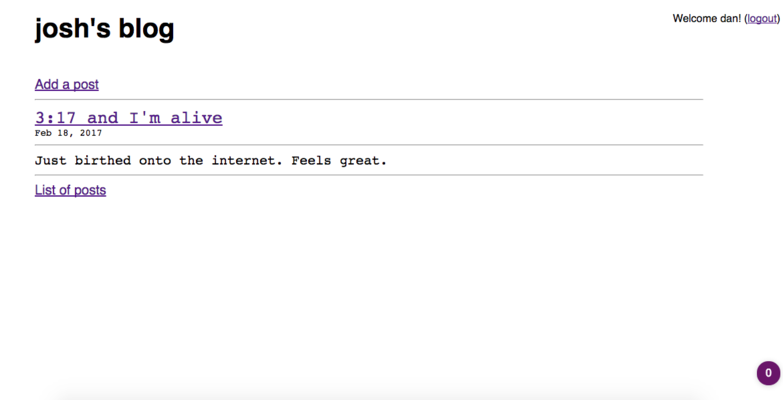 Welcome dan! (logout)
josh's blog
Add a post
3:17 and I'm alive
Feb 18, 2017
Just birthed onto the internet. Feels great.
List of posts
0